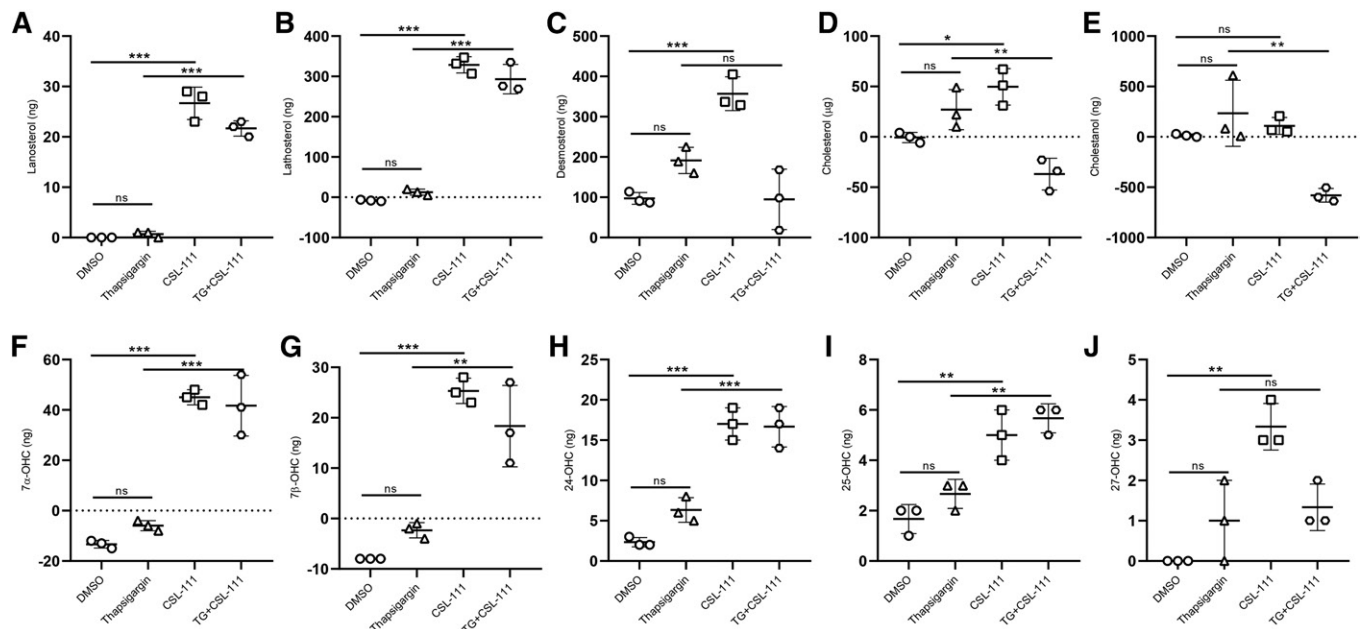 A
Lanosterol (ng)
40
30
20
10
0
***
***
ns
DMSO
Thapsigargin
CSL-111
TG+CSL-111
B
Lathosterol (ng)
400
300
200
100
0
-100
***
***
ns
DMSO
Thapsigargin
CSL-111
TG+CSL-111
C
Desmosterol (ng)
500
400
300
200
100
0
***
ns
ns
DMSO
Thapsigargin
CSL-111
TG+CSL-111
D
Cholesterol (µg)
100
50
0
-50
-100
*
**
ns
DMSO
Thapsigargin
CSL-111
TG+CSL-111
E
Cholestanol (ng)
1000
500
0
-500
-1000
ns
**
ns
DMSO
Thapsigargin
CSL-111
TG+CSL-111
F
7α-OHC (ng)
60
40
20
0
-20
***
***
ns
DMSO
Thapsigargin
CSL-111
TG+CSL-111
G
7β-OHC (ng)
30
20
10
0
-10
***
**
ns
DMSO
Thapsigargin
CSL-111
TG+CSL-111
H
24-OHC (ng)
25
20
15
10
5
0
***
***
ns
DMSO
Thapsigargin
CSL-111
TG+CSL-111
I
25-OHC (ng)
8
6
4
2
0
**
**
ns
DMSO
Thapsigargin
CSL-111
TG+CSL-111
J
27-OHC (ng)
5
4
3
2
1
0
**
ns
ns
DMSO
Thapsigargin
CSL-111
TG+CSL-111